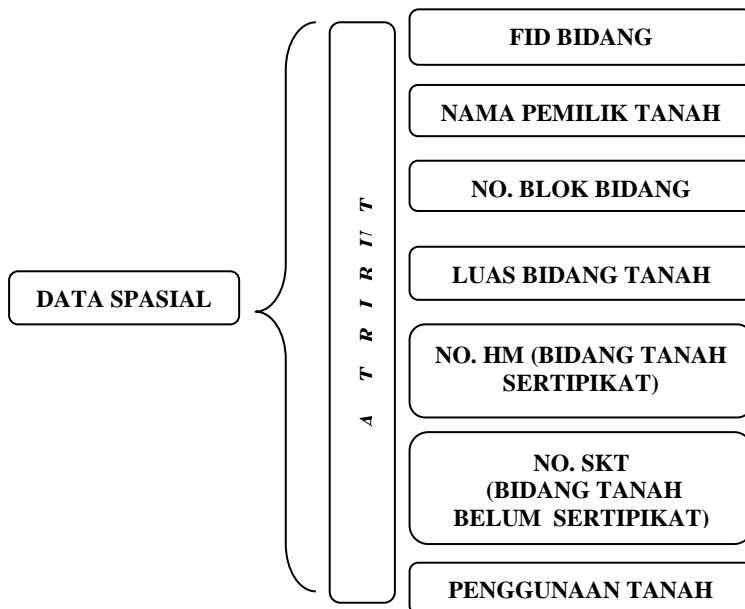 DATA SPASIAL
A T R I B U T
FID BIDANG
NAMA PEMILIK TANAH
NO. BLOK BIDANG
LUAS BIDANG TANAH
NO. HM (BIDANG TANAH
SERTIPIKAT)
NO. SKT
(BIDANG TANAH
BELUM SERTIPIKAT)
PENGGUNAAN TANAH